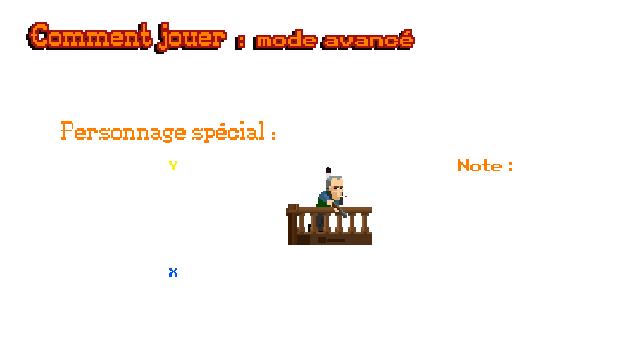 Comment jouer : mode avancé
Personnage spécial :
Y
Note :
X